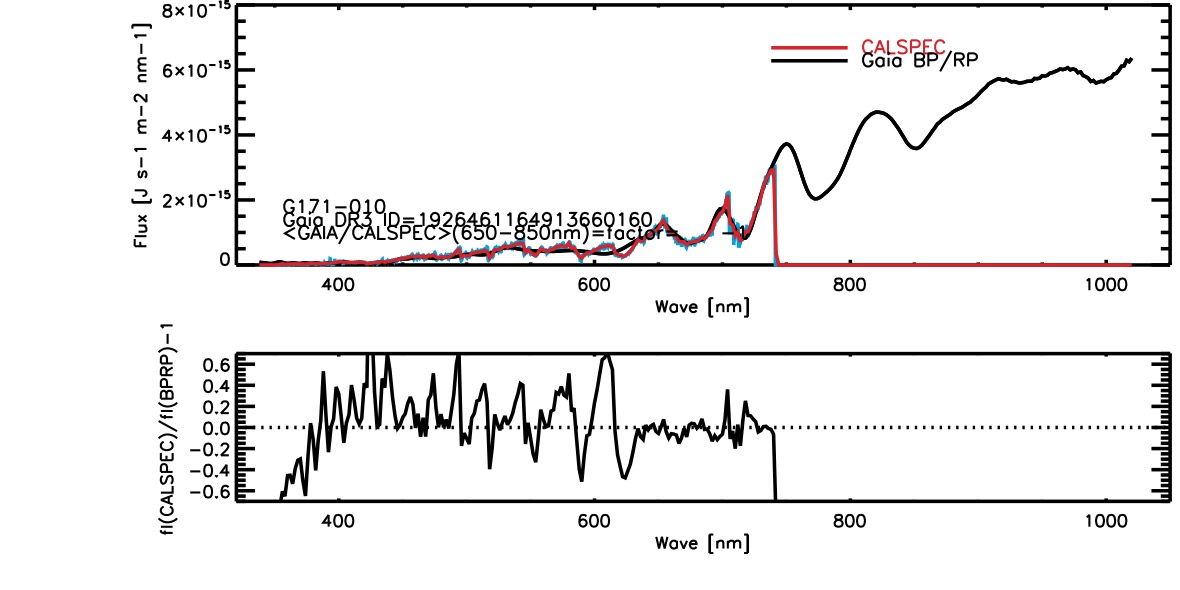 8×10-15
6×10-15
4×10-15
2×10-15
0
Flux [J s-1 m-2 nm-1]
CALSPEC
Gaia BP/RP
G171-010
Gaia DR3 ID=1926461164913660160
<GAIA/CALSPEC>(650-850nm)=factor= -1
400 600 800 1000
Wave [nm]
fl(CALSPEC)/fl(BPRP)-1
0.6
0.4
0.2
0.0
-0.2
-0.4
-0.6
400 600 800 1000
Wave [nm]